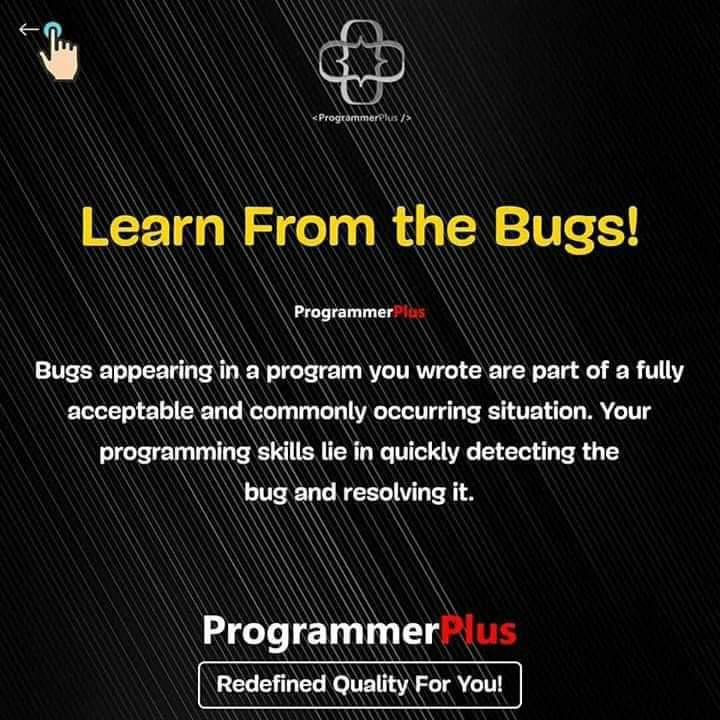 <ProgrammerPlus />
Learn From the Bugs!
ProgrammerPlus
Bugs appearing in a program you wrote are part of a fully
acceptable and commonly occurring situation. Your
programming skills lie in quickly detecting the
bug and resolving it.
ProgrammerPlus
Redefined Quality For You!